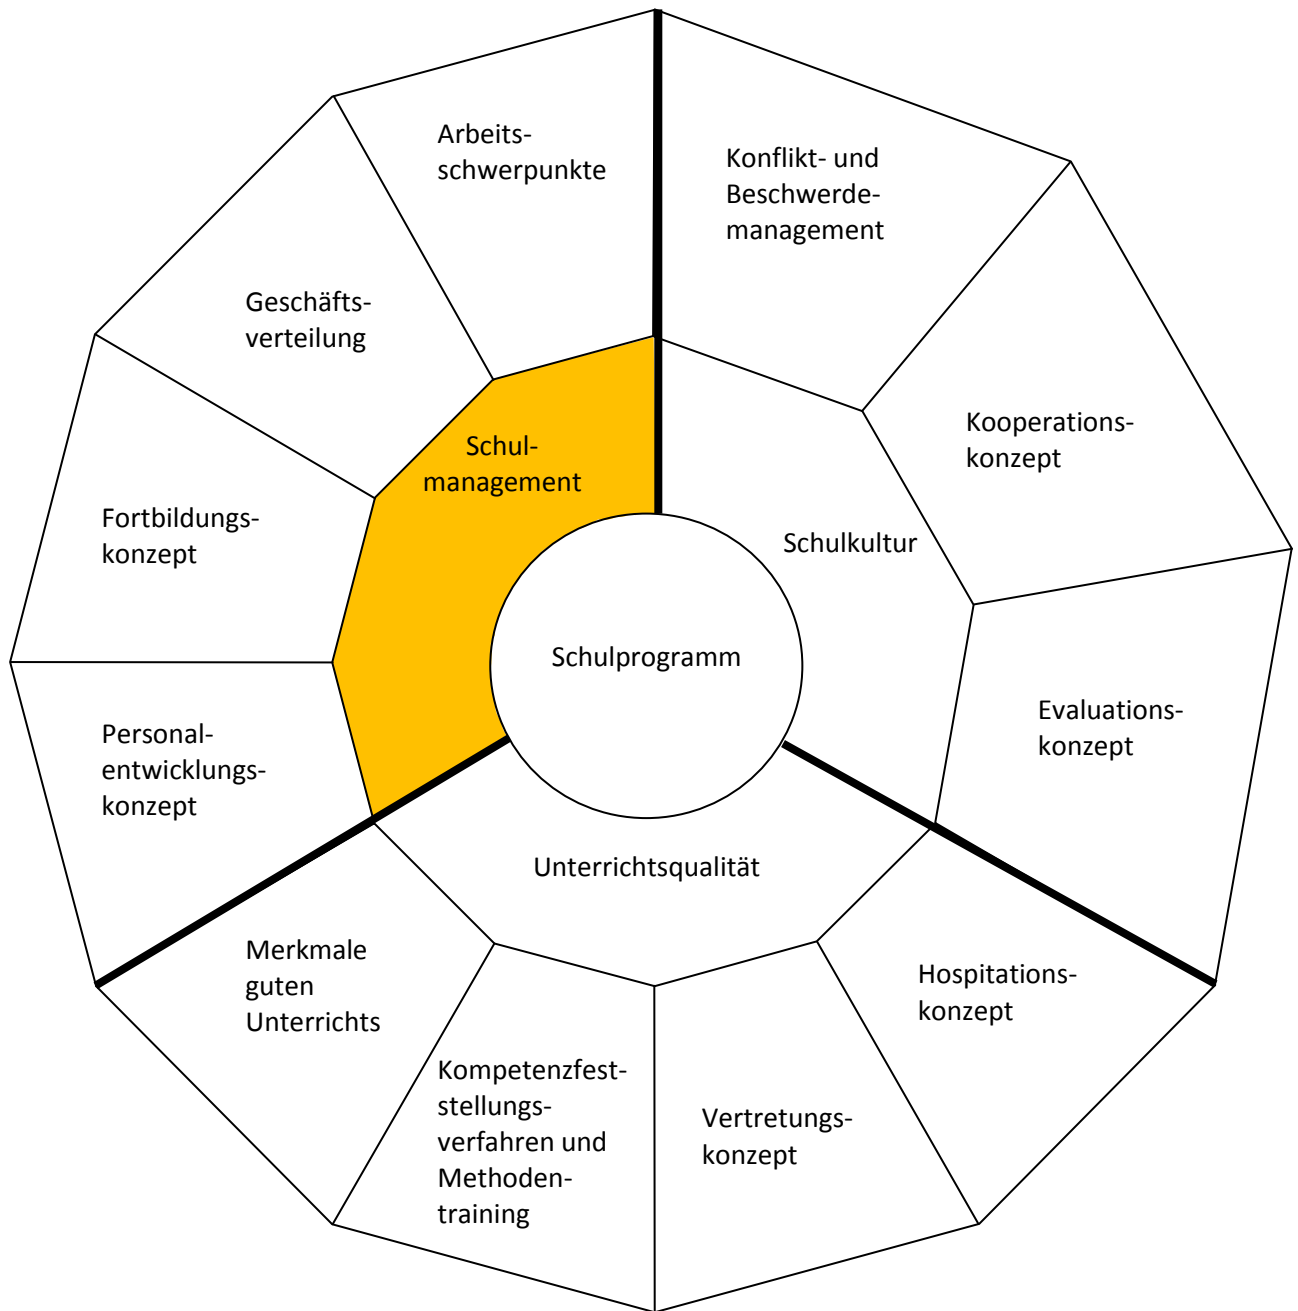 Arbeits-
schwerpunkte
Konflikt- und
Beschwerde-
management
Geschäfts-
verteilung
Kooperations-
konzept
Schul-
management
Fortbildungs-
konzept
Schulkultur
Schulprogramm
Personal-
entwicklungs-
konzept
Evaluations-
konzept
Unterrichtsqualität
Merkmale
guten
Unterrichts
Hospitations-
konzept
Kompetenzfest-
stellungs-
verfahren und
Methoden-
training
Vertretungs-
konzept